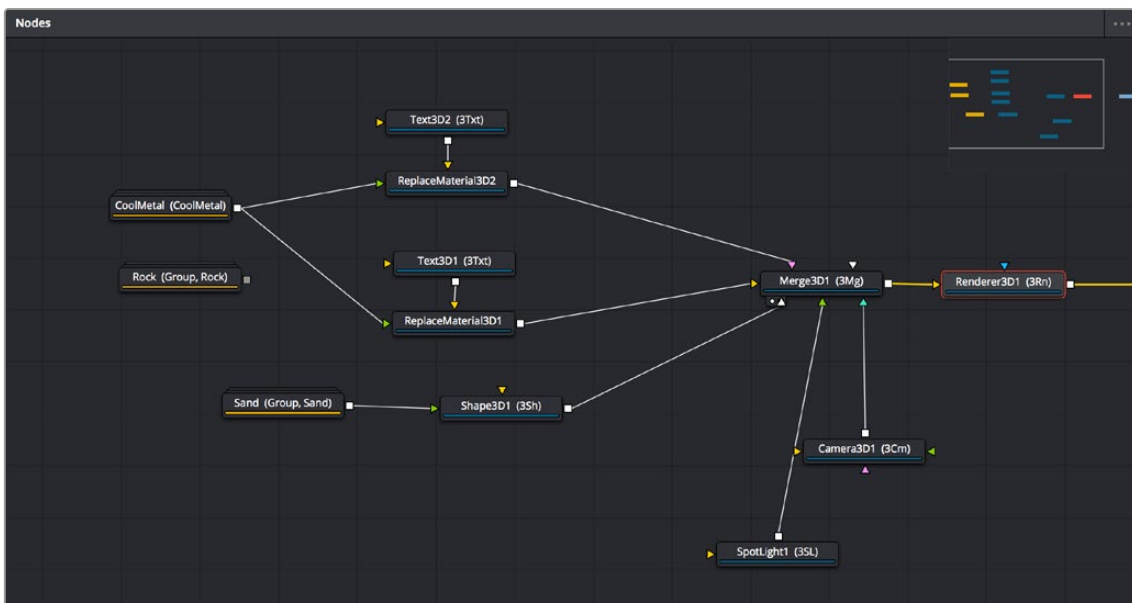 Nodes
Text3D2 (3Txt)
ReplaceMaterial3D2
CoolMetal (CoolMetal)
Text3D1 (3Txt)
Rock (Group, Rock)
Merge3D1 (3Mg)
Renderer3D1 (3Rn)
ReplaceMaterial3D1
Sand (Group, Sand)
Shape3D1 (3Sh)
Camera3D1 (3Cm)
SpotLight1 (3SL)